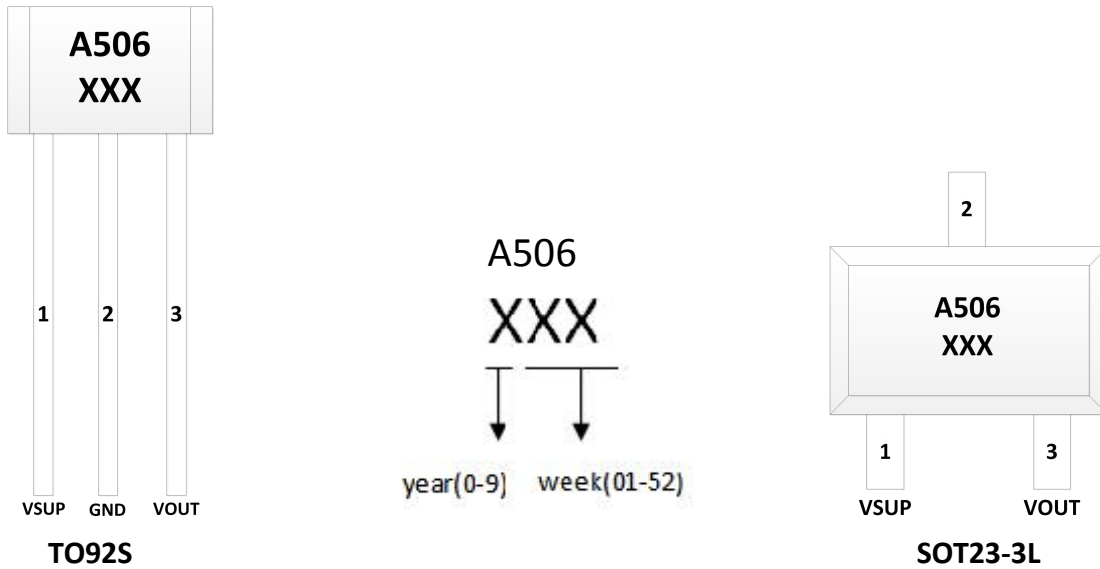 A506
XXX
1
2
3
VSUP
GND
VOUT
TO92S
A506
XXX
year(0-9)
week(01-52)
2
A506
XXX
1
3
VSUP
VOUT
SOT23-3L